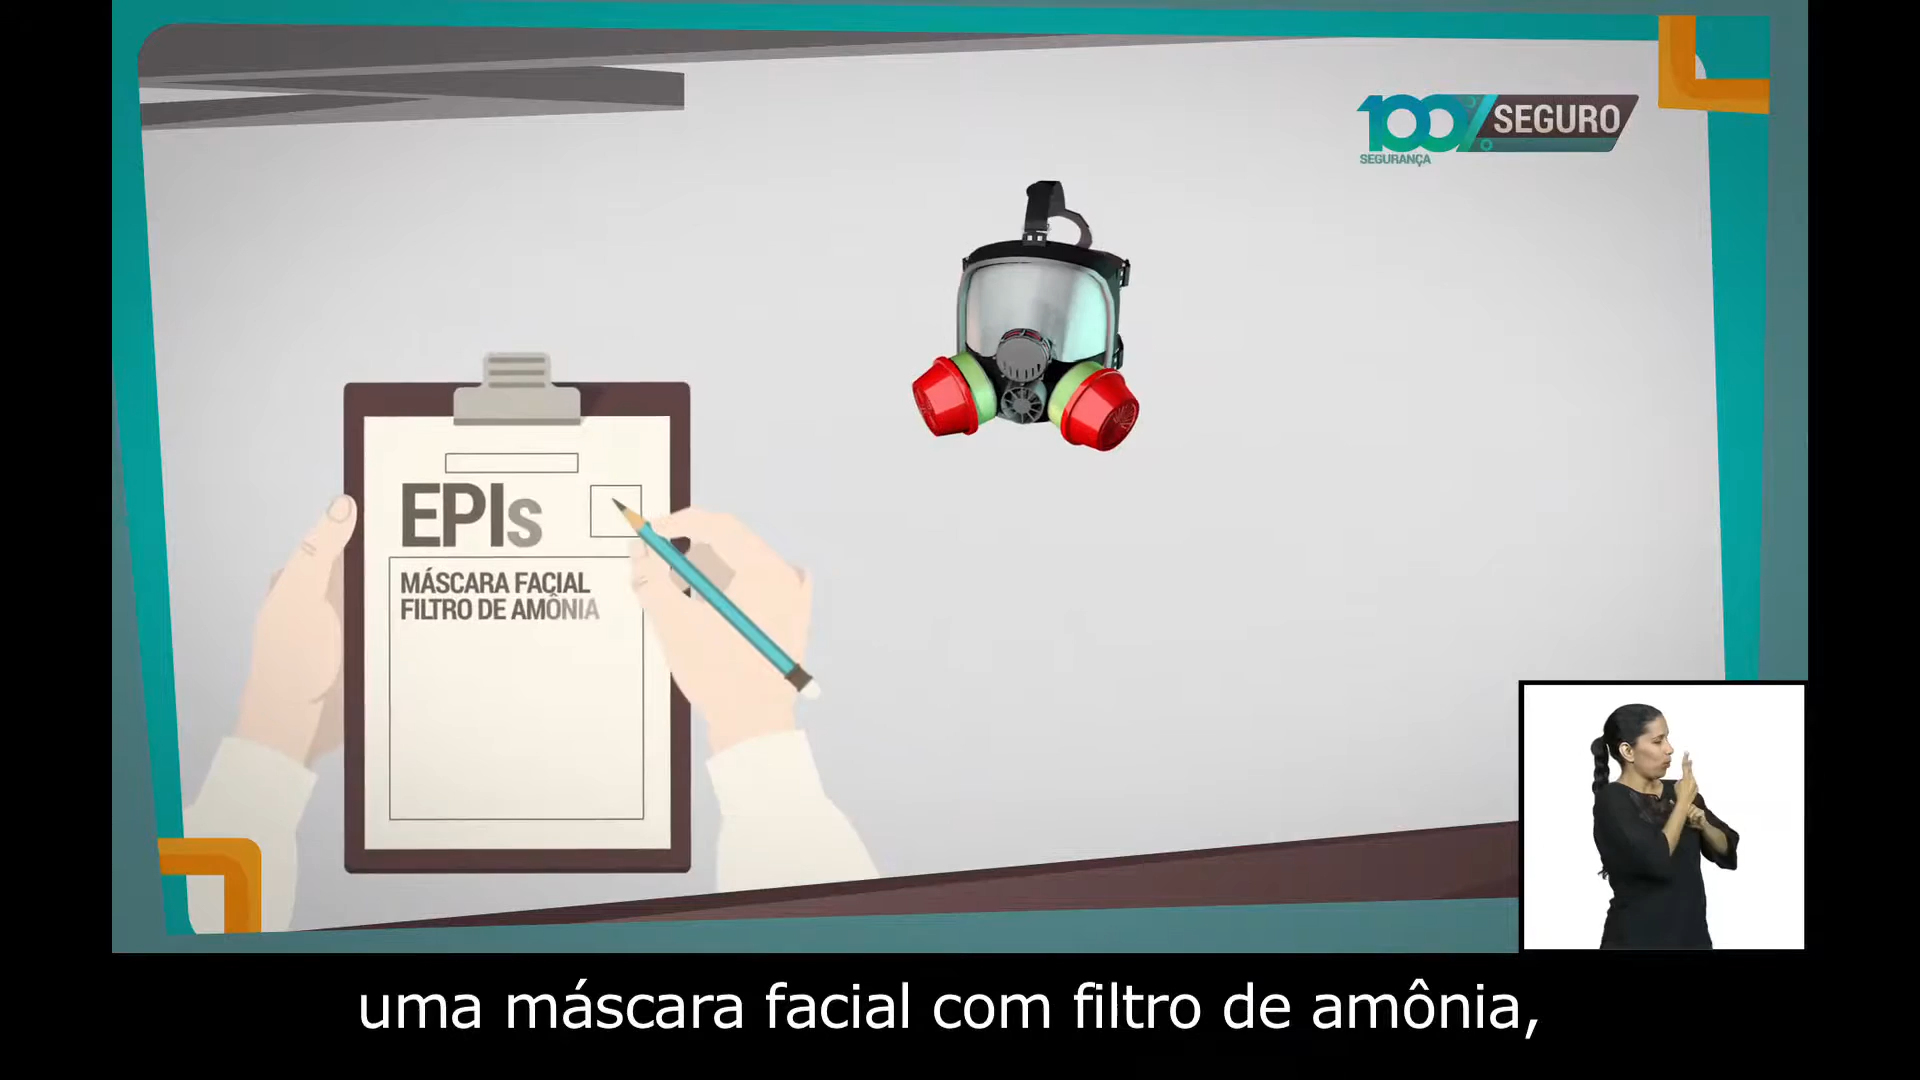 100% SEGURO
SEGURANÇA
EPIs
MÁSCARA FACIAL
FILTRO DE AMÔNIA
uma máscara facial com filtro de amônia,